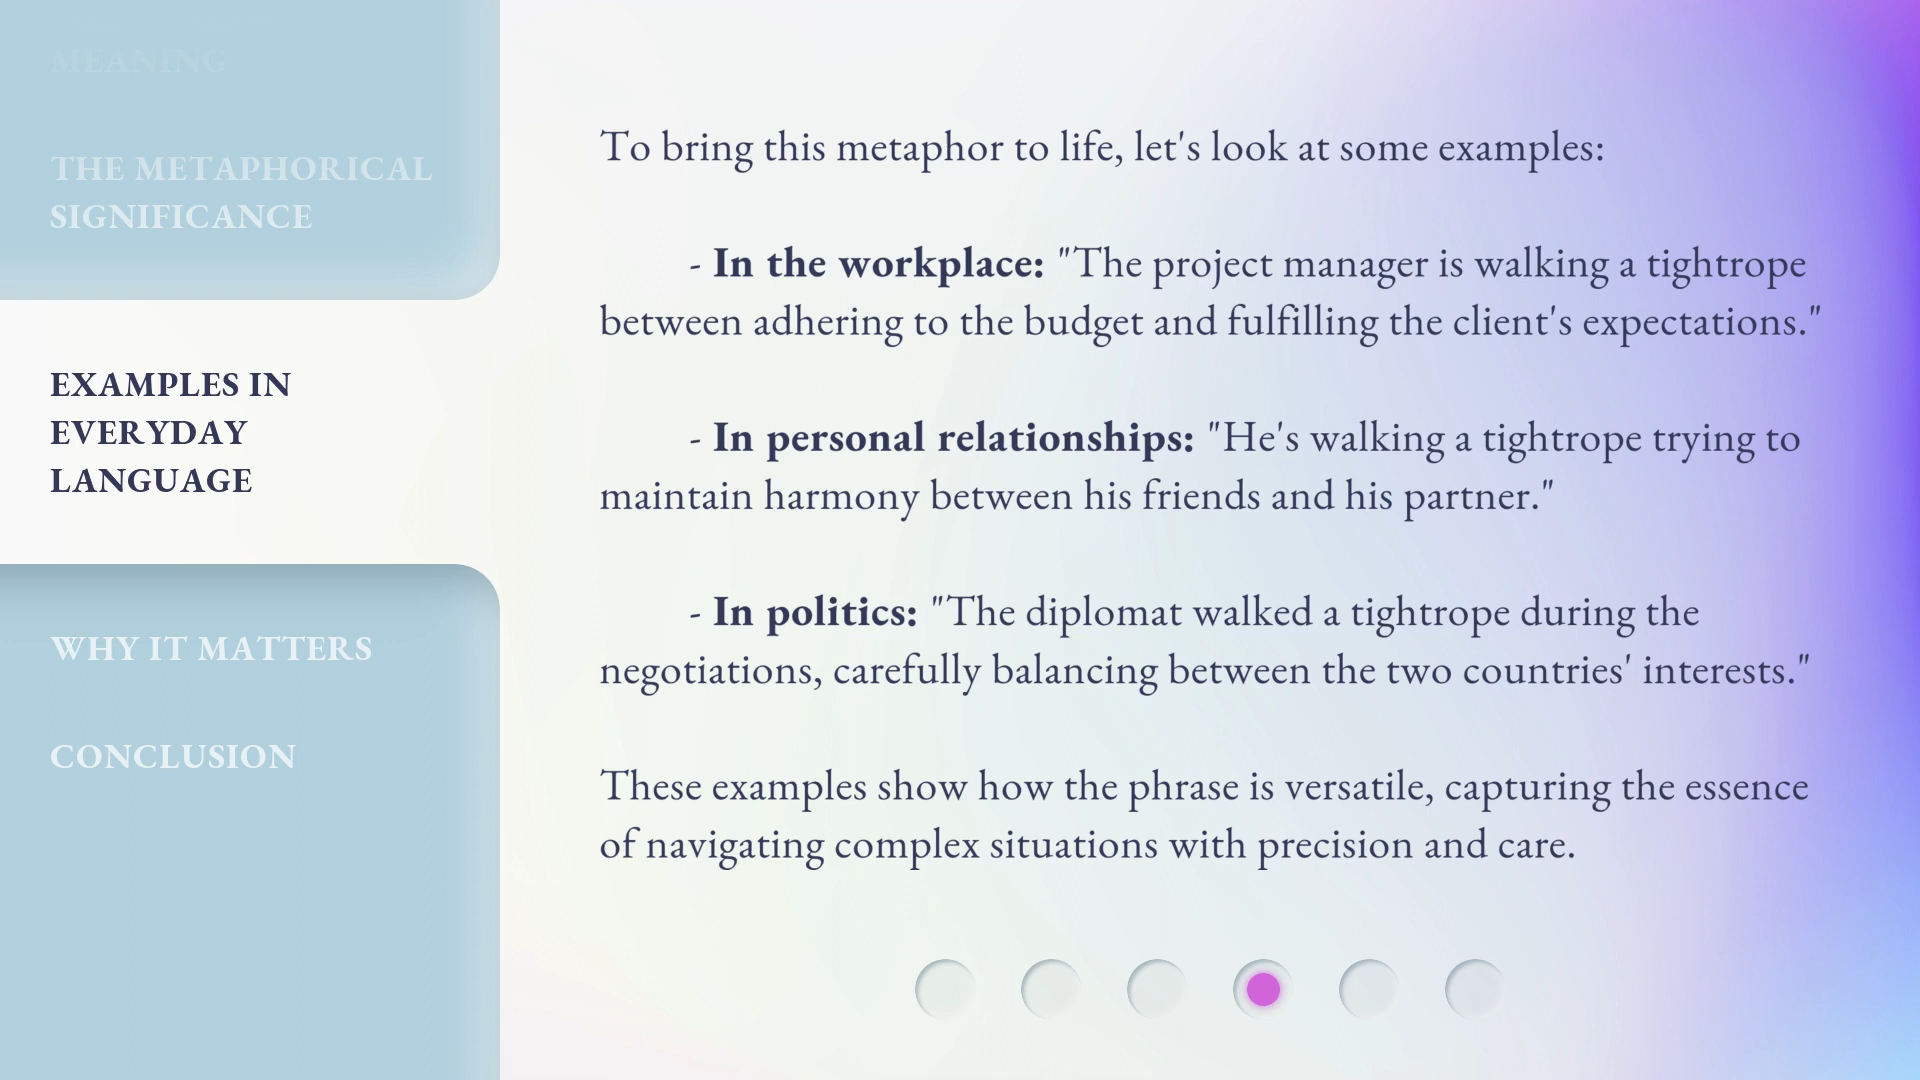 MEANING
THE METAPHORICAL
SIGNIFICANCE
EXAMPLES IN
EVERYDAY
LANGUAGE
WHY IT MATTERS
CONCLUSION
To bring this metaphor to life, let's look at some examples:
- In the workplace: "The project manager is walking a tightrope
between adhering to the budget and fulfilling the client's expectations."
- In personal relationships: "He's walking a tightrope trying to
maintain harmony between his friends and his partner."
- In politics: "The diplomat walked a tightrope during the
negotiations, carefully balancing between the two countries' interests."
These examples show how the phrase is versatile, capturing the essence
of navigating complex situations with precision and care.